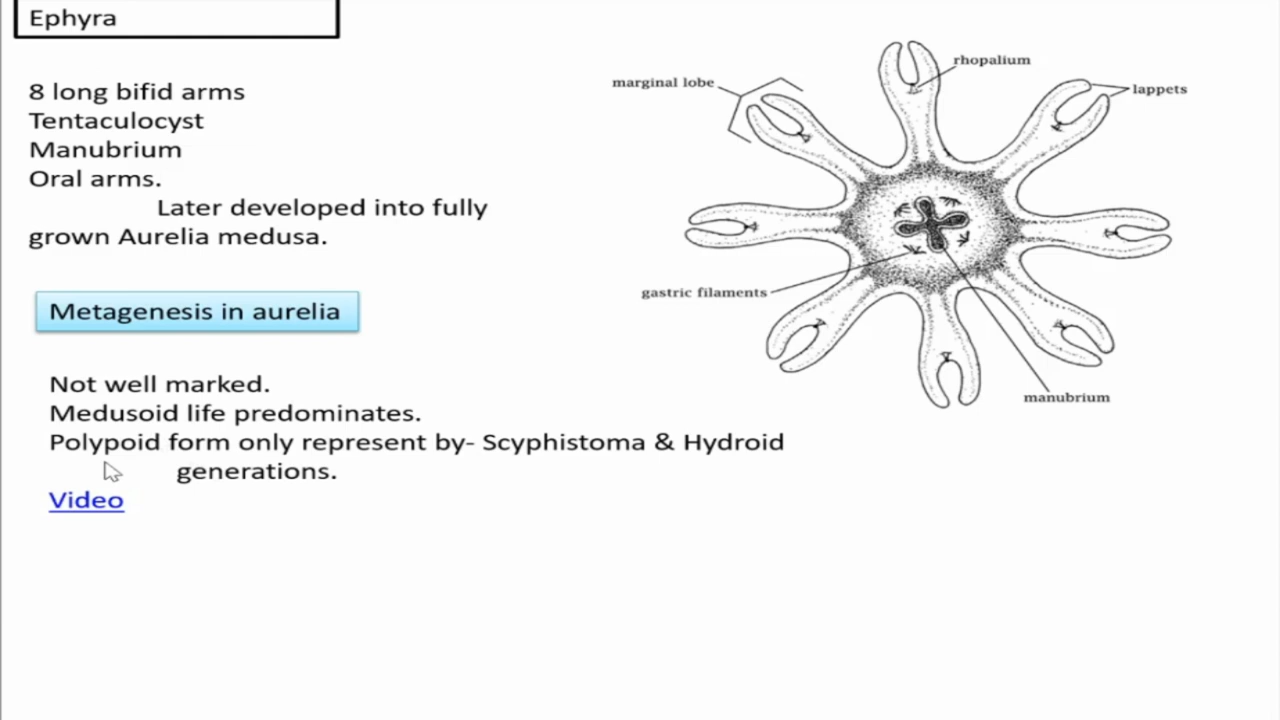 Ephyra
8 long bifid arms
Tentaculocyst
Manubrium
Oral arms.
Later developed into fully
grown Aurelia medusa.
Metagenesis in aurelia
Not well marked.
Medusoid life predominates.
Polypoid form only represent by- Scyphistoma & Hydroid
generations.
Video
rhopalium
marginal lobe
lappets
gastric filaments
manubrium